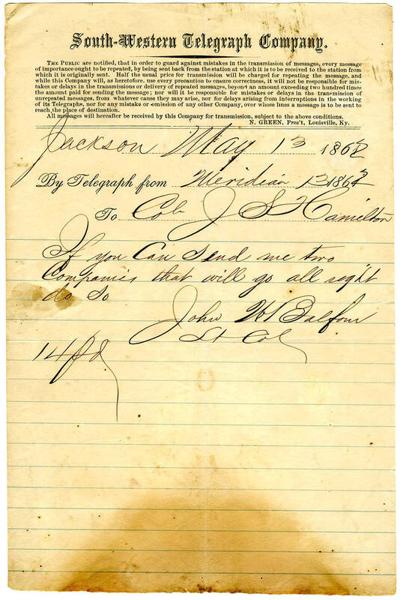 South-Western Telegraph Company.
THE PUBLIC are notified, that in order to guard against mistakes in the transmission of messages, every message
of importance ought to be repeated, by being sent back from the station at which it is to be received to the station from
which it is originally sent. Half the usual price for transmission will be charged for repeating the message, and
while this Company will, as heretofore, use every precaution to ensure correctness, it will not be responsible for mis-
takes or delays in the transmissions or delivery of repeated messages, beyond an amount exceeding two hundred times
the amount paid for sending the message; nor will it be responsible for mistakes or delays in the transmission of
unrepeated messages, from whatever cause they may arise, nor for delays arising from interruptions in the working
of its Telegraphs, nor for any mistake or omission of any other Company, over whose lines a message is to be sent to
reach the place of destination.
All messages will hereafter be received by this Company for transmission, subject to the above conditions.
N. GREEN, Pres't, Louisville, Ky.
Jackson May 13 1862
By Telegraph from Meridian 13 186
To Col J S Hamilton
If you Can Send me two
Companies that will go all right
do so
John W Balfour
Lt Col
14 pd